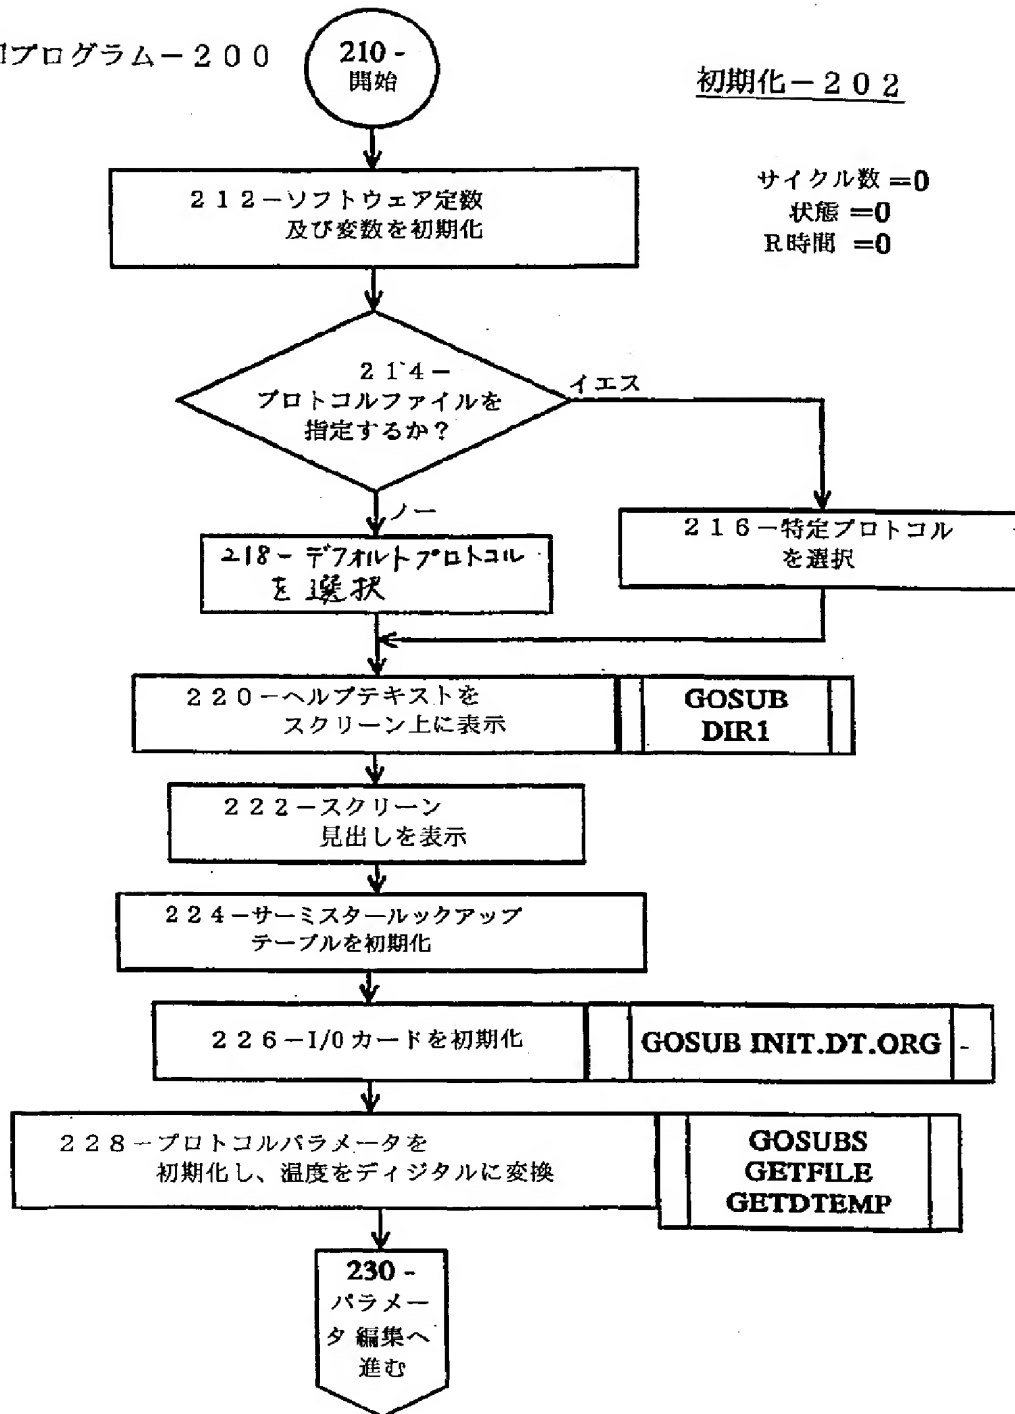 プログラム－２００
210 -
開始
初期化－２０２
サイクル数 =0
状態 =0
R時間 =0
２１２－ソフトウェア定数
及び変数を初期化
２１４－
プロトコルファイルを
指定するか？
イエス
ノー
２１６－特定プロトコル
を選択
218 - デフォルトプロトコル
を選択
２２０－ヘルプテキストを
スクリーン上に表示
GOSUB
DIR1
２２２－スクリーン
見出しを表示
２２４－サーミスタールックアップ
テーブルを初期化
２２６－I/0 カードを初期化
GOSUB INIT.DT.ORG
２２８－プロトコルパラメータを
初期化し、温度をディジタルに変換
GOSUBS
GETFILE
GETDTEMP
230 -
パラメー
タ 編集へ
進む